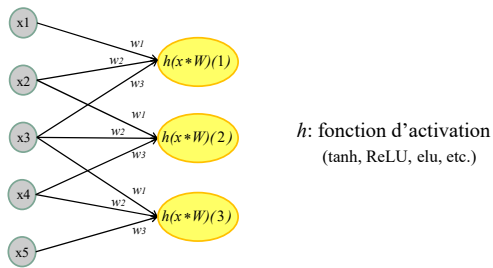 x1
w1
w2
h(x*W)(1)
x2
w3
w1
x3
w2
h(x*W)(2)
h: fonction d'activation
w3
(tanh, ReLU, elu, etc.)
x4
w1
w2
h(x*W)(3)
w3
x5